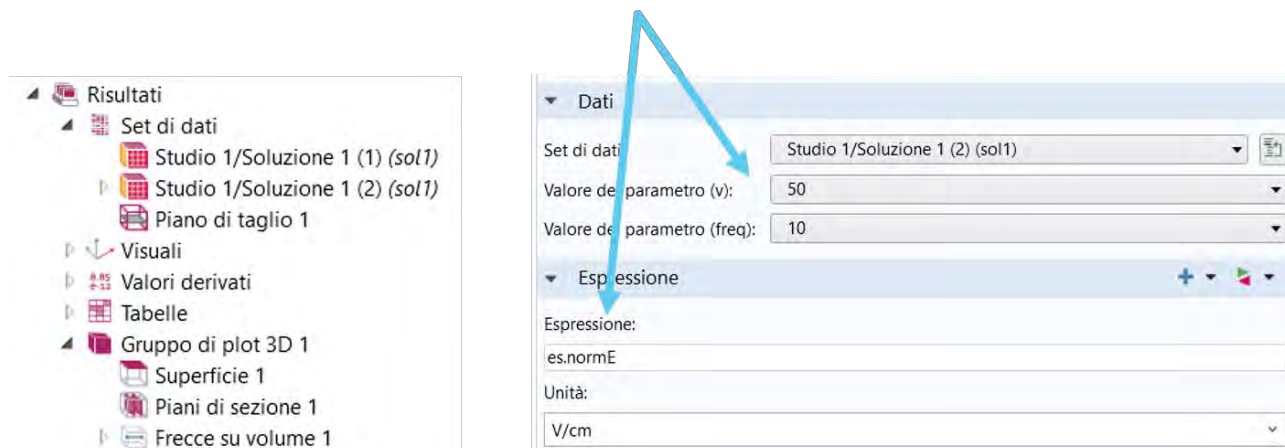 Risultati
Set di dati
Studio 1/Soluzione 1 (1) (sol1)
Studio 1/Soluzione 1 (2) (sol1)
Piano di taglio 1
Visuali
Valori derivati
Tabelle
Gruppo di plot 3D 1
Superficie 1
Piani di sezione 1
Frecce su volume 1
Dati
Set di dati
Studio 1/Soluzione 1 (2) (sol1)
Valore del parametro (v):
50
Valore del parametro (freq):
10
Espressione
Espressione:
es.normE
Unità:
V/cm